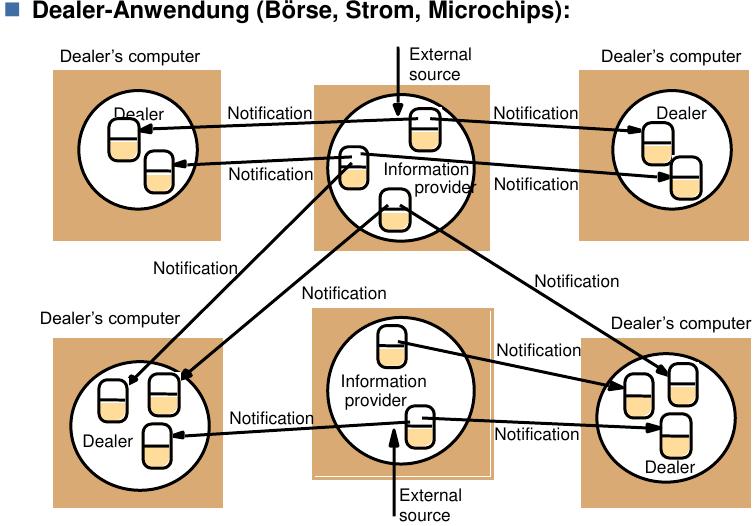 Dealer-Anwendung (Börse, Strom, Microchips):
Dealer’s computer
External
source
Dealer’s computer
Dealer
Notification
Notification
Dealer
Notification
Information
provider
Notification
Notification
Notification
Notification
Dealer’s computer
Dealer’s computer
Notification
Information
provider
Notification
Notification
Dealer
Dealer
External
source